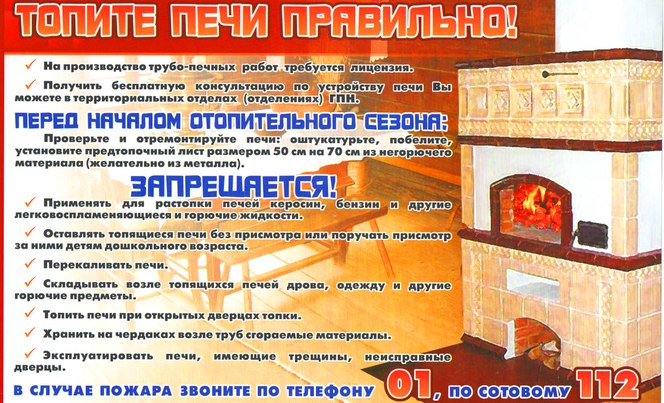 ТОПИТЕ ПЕЧИ ПРАВИЛЬНО!
✓ На производство трубо-печных работ требуется лицензия.
✓ Получить бесплатную консультацию по устройству печи Вы
можете в территориальных отделах (отделениях) ГПН.
ПЕРЕД НАЧАЛОМ ОТОПИТЕЛЬНОГО СЕЗОНА:
Проверьте и отремонтируйте печи: оштукатурьте, побелите,
установите предтопочный лист размером 50 см на 70 см из негорючего
материала (желательно из металла).
ЗАПРЕЩАЕТСЯ!
✓ Применять для растопки печей керосин, бензин и другие
легковоспламеняющиеся и горючие жидкости.
✓ Оставлять топящиеся печи без присмотра или поручать присмотр
за ними детям дошкольного возраста.
✓ Перекаливать печи.
✓ Складывать возле топящихся печей дрова, одежду и другие
горючие предметы.
✓ Топить печи при открытых дверцах топки.
✓ Хранить на чердаках возле труб сгораемые материалы.
✓ Эксплуатировать печи, имеющие трещины, неисправные
дверцы.
В СЛУЧАЕ ПОЖАРА ЗВОНИТЕ ПО ТЕЛЕФОНУ 01, ПО СОТОВОМУ 112